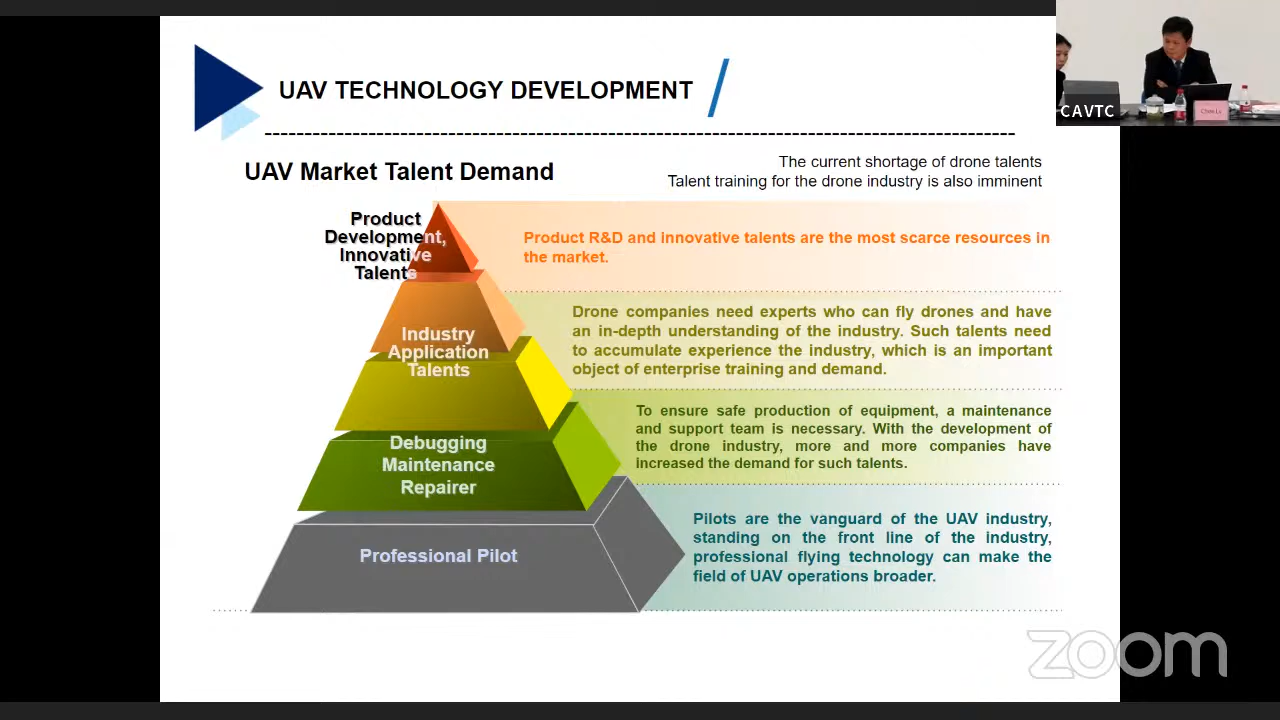 UAV TECHNOLOGY DEVELOPMENT
CAVTC
UAV Market Talent Demand
The current shortage of drone talents
Talent training for the drone industry is also imminent
Product
Development,
Innovative
Talents
Product R&D and innovative talents are the most scarce resources in
the market.
Industry
Application
Talents
Drone companies need experts who can fly drones and have
an in-depth understanding of the industry. Such talents need
to accumulate experience the industry, which is an important
object of enterprise training and demand.
Debugging
Maintenance
Repairer
To ensure safe production of equipment, a maintenance
and support team is necessary. With the development of
the drone industry, more and more companies have
increased the demand for such talents.
Professional Pilot
Pilots are the vanguard of the UAV industry,
standing on the front line of the industry,
professional flying technology can make the
field of UAV operations broader.
zoom